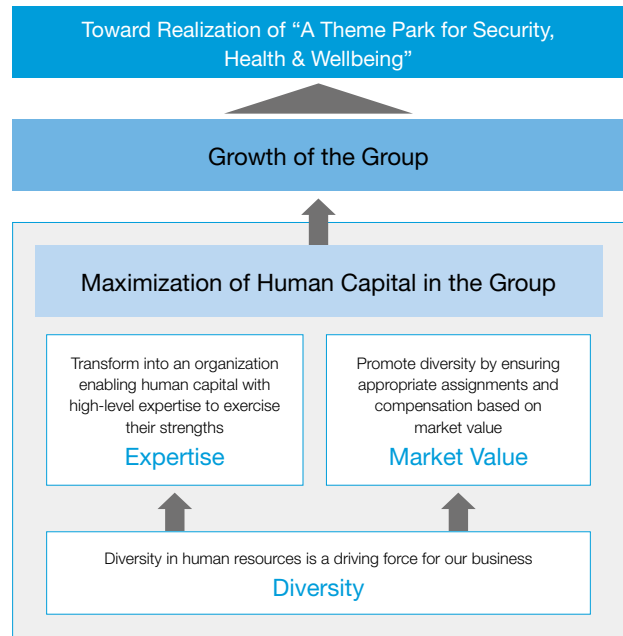 Toward Realization of “A Theme Park for Security,
Health & Wellbeing”
Growth of the Group
Maximization of Human Capital in the Group
Transform into an organization
enabling human capital with
high-level expertise to exercise
their strengths
Expertise
Promote diversity by ensuring
appropriate assignments and
compensation based on
market value
Market Value
Diversity in human resources is a driving force for our business
Diversity